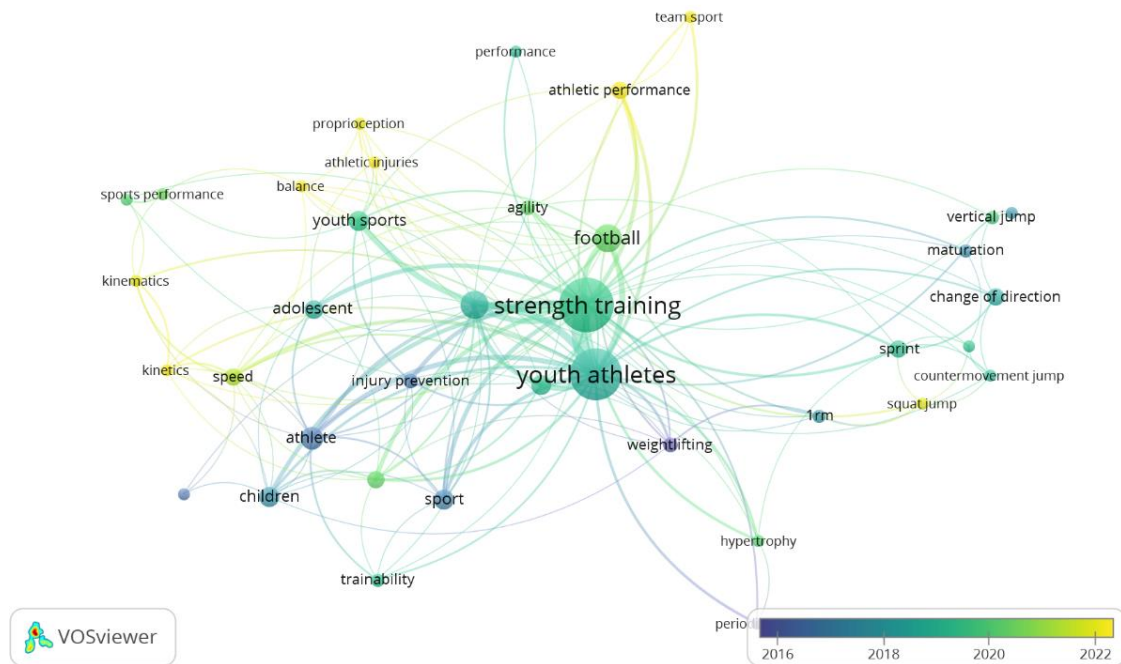 team sport
performance
athletic performance
proprioception
athletic injuries
balance
sports performance
agility
youth sports
vertical jump
football
maturation
kinematics
change of direction
strength training
adolescent
sprint
kinetics
speed
injury prevention
youth athletes
countermovement jump
squat jump
1rm
athlete
weightlifting
children
sport
hypertrophy
trainability
VOSviewer
2016
2018
2020
2022